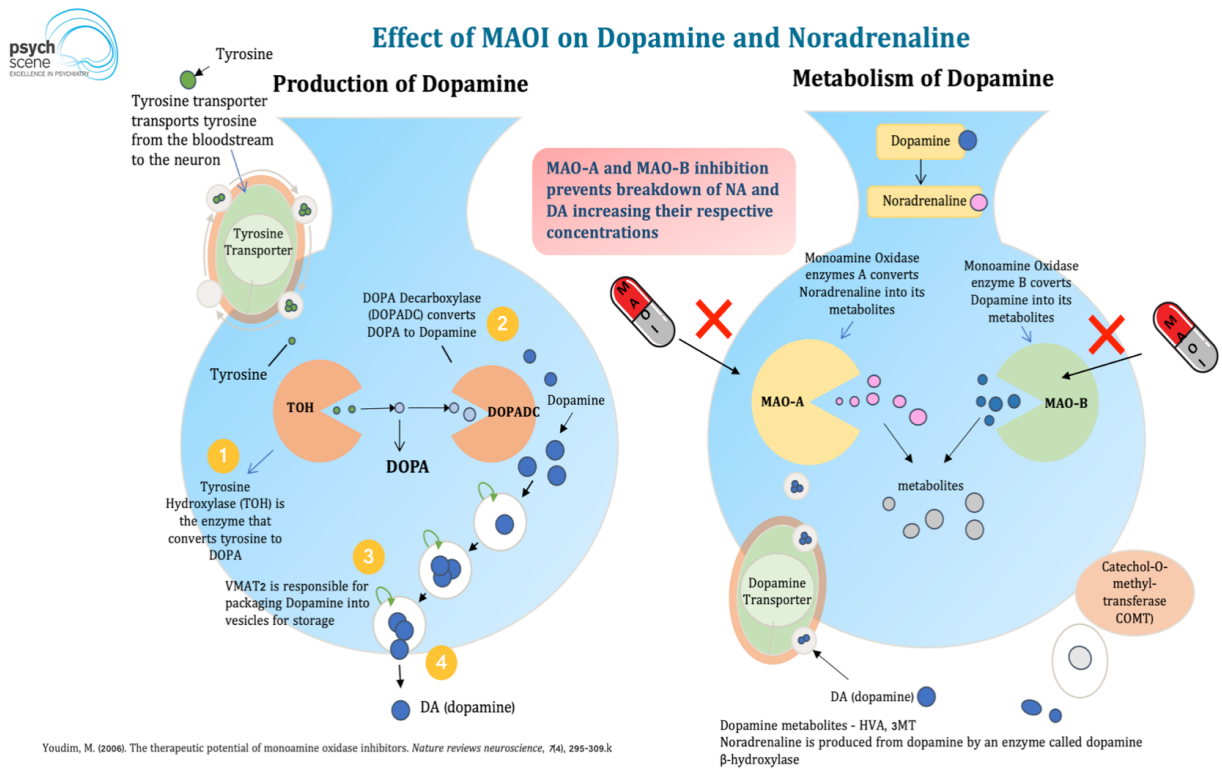 psych
scene
EXCELLENCE IN PSYCHIATRY
Effect of MAOI on Dopamine and Noradrenaline
Production of Dopamine
Tyrosine
Tyrosine transporter
transports tyrosine
from the bloodstream
to the neuron
Tyrosine
Transporter
Tyrosine
TOH
DOPA
DOPA Decarboxylase
(DOPADC) converts
DOPA to Dopamine
2
DOPADC
Dopamine
1
Tyrosine
Hydroxylase (TOH) is
the enzyme that
converts tyrosine to
DOPA
3
VMAT2 is responsible for
packaging Dopamine into
vesicles for storage
4
DA (dopamine)
MAO-A and MAO-B inhibition
prevents breakdown of NA and
DA increasing their respective
concentrations
Metabolism of Dopamine
Dopamine
Noradrenaline
Monoamine Oxidase
enzymes A converts
Noradrenaline into its
metabolites
Monoamine Oxidase
enzyme B coverts
Dopamine into its
metabolites
MAOI
MAOI
MAO-A
MAO-B
metabolites
Dopamine
Transporter
Catechol-O-
methyl-
transferase
COMT)
DA (dopamine)
Dopamine metabolites - HVA, 3MT
Noradrenaline is produced from dopamine by an enzyme called dopamine
β-hydroxylase
Youdim, M. (2006). The therapeutic potential of monoamine oxidase inhibitors. Nature reviews neuroscience, 7(4), 295-309.k